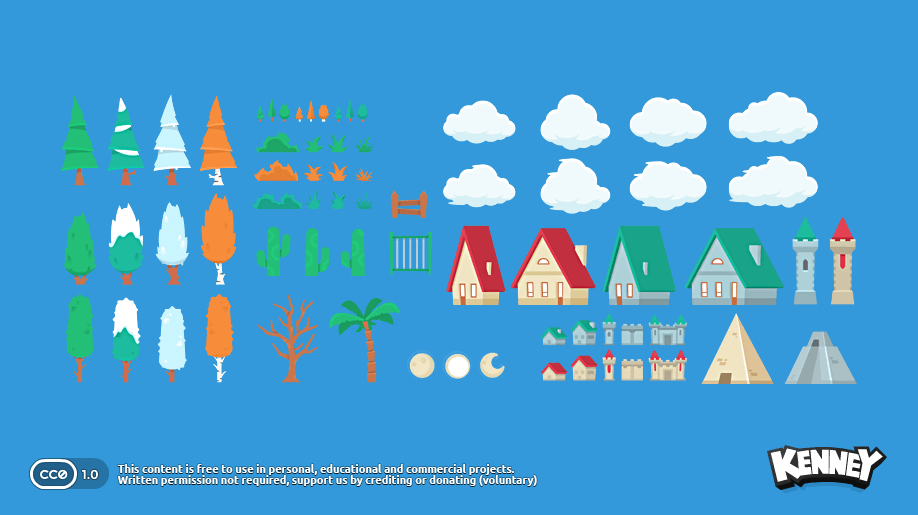 CC0 1.0
This content is free to use in personal, educational and commercial projects.
Written permission not required, support us by crediting or donating (voluntary)
KENNEY